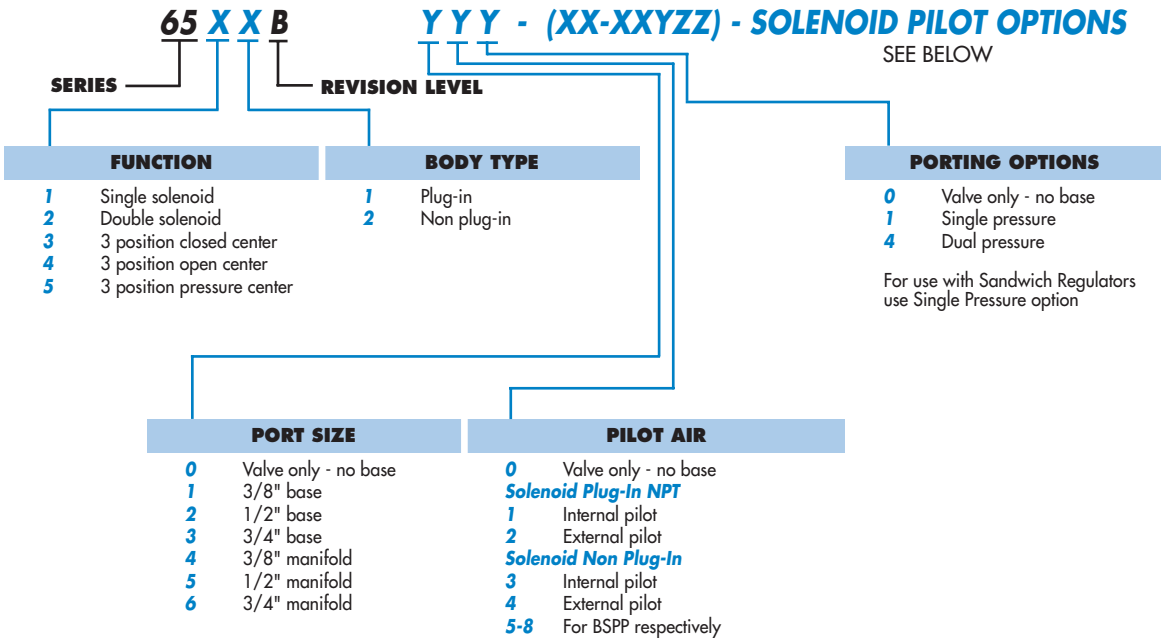 65 X X B Y Y Y - (XX-XXYZZ) - SOLENOID PILOT OPTIONS
SEE BELOW
SERIES
REVISION LEVEL
FUNCTION
1 Single solenoid
2 Double solenoid
3 3 position closed center
4 3 position open center
5 3 position pressure center
BODY TYPE
1 Plug-in
2 Non plug-in
PORTING OPTIONS
0 Valve only - no base
1 Single pressure
4 Dual pressure
For use with Sandwich Regulators
use Single Pressure option
PORT SIZE
0 Valve only - no base
1 3/8" base
2 1/2" base
3 3/4" base
4 3/8" manifold
5 1/2" manifold
6 3/4" manifold
PILOT AIR
0 Valve only - no base
Solenoid Plug-In NPT
1 Internal pilot
2 External pilot
Solenoid Non Plug-In
3 Internal pilot
4 External pilot
5-8 For BSPP respectively